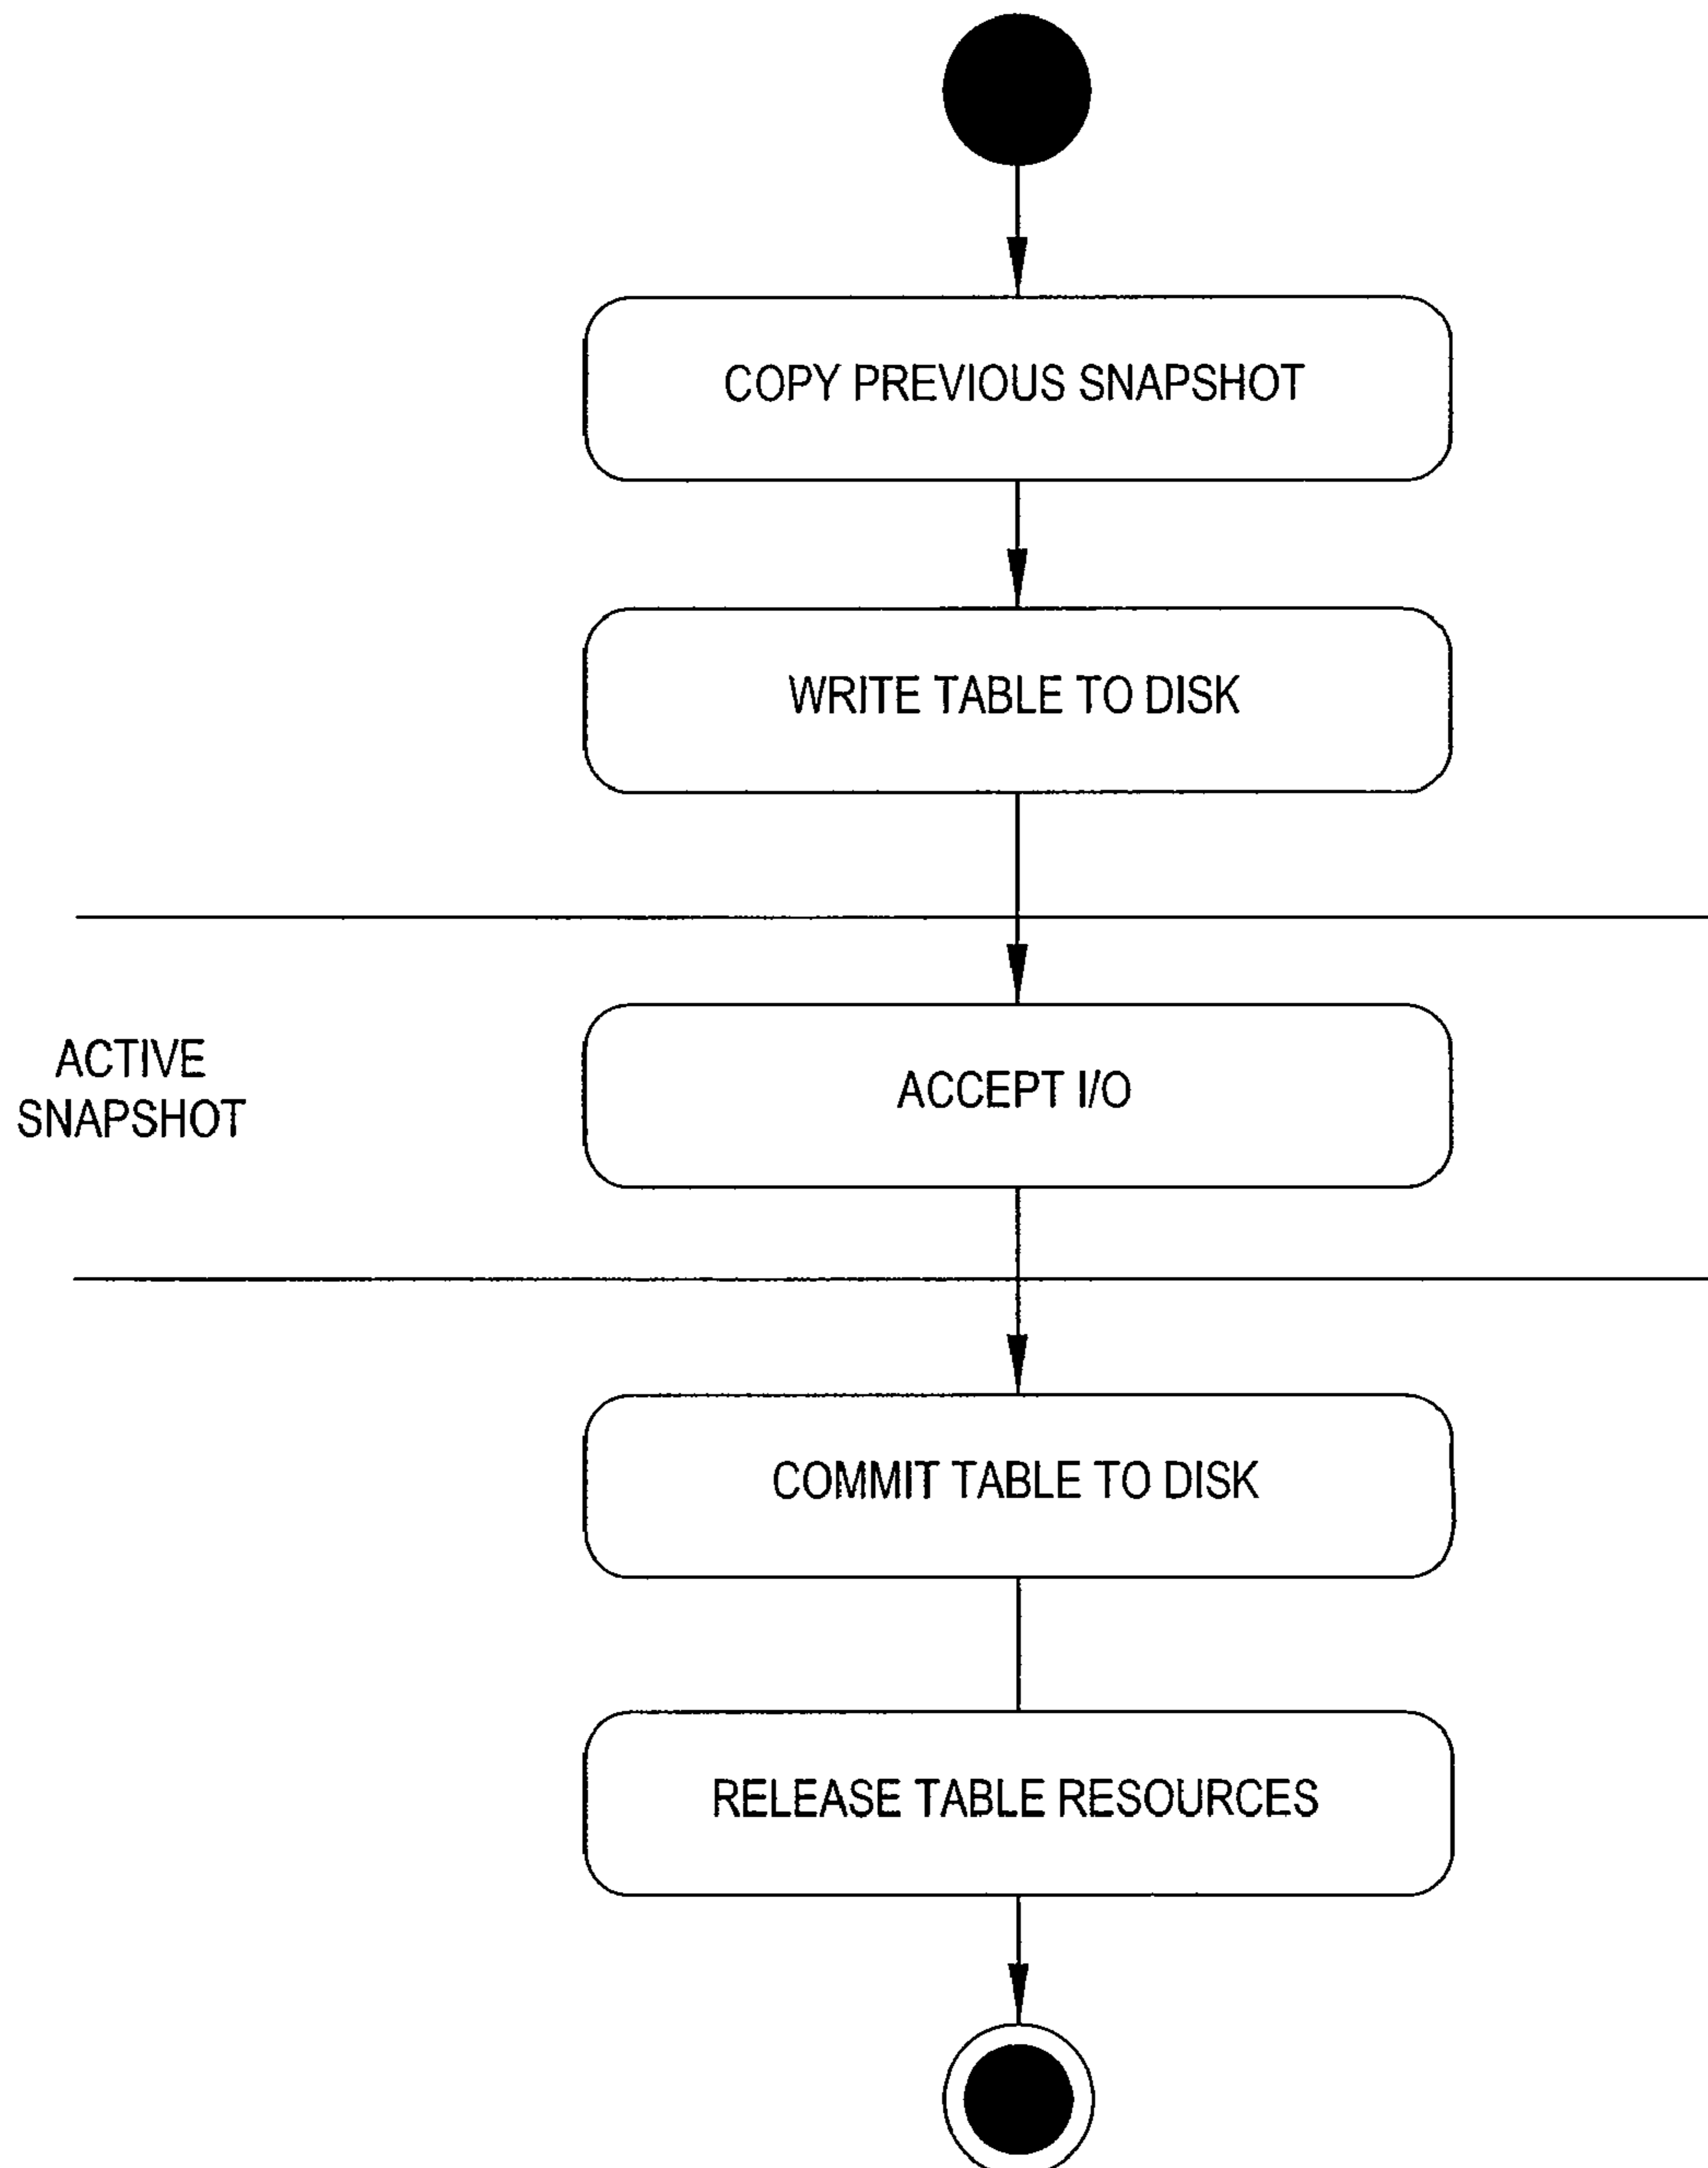 COPY PREVIOUS SNAPSHOT
WRITE TABLE TO DISK
ACTIVE
SNAPSHOT
ACCEPT I/O
COMMIT TABLE TO DISK
RELEASE TABLE RESOURCES